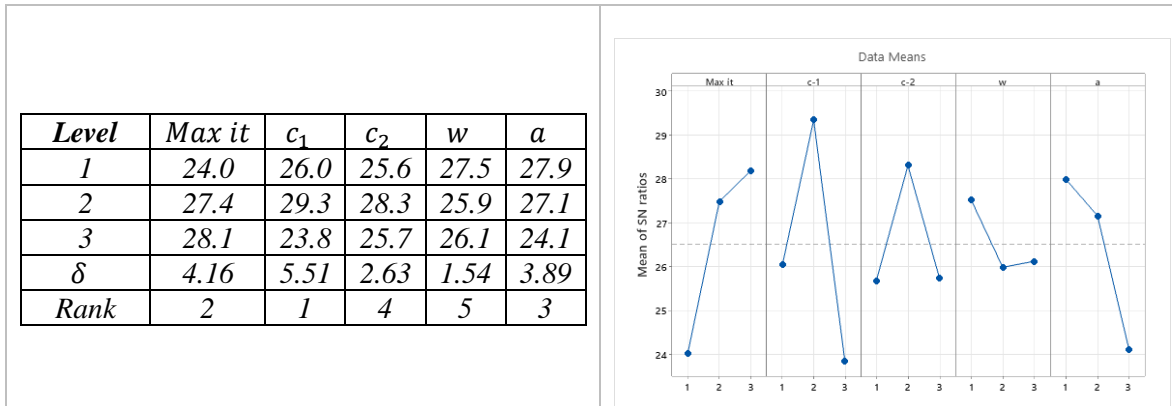 Level Max it c₁ c₂ w a
1 24.0 26.0 25.6 27.5 27.9
2 27.4 29.3 28.3 25.9 27.1
3 28.1 23.8 25.7 26.1 24.1
δ 4.16 5.51 2.63 1.54 3.89
Rank 2 1 4 5 3
Data Means
Max it c-1 c-2 w a
Mean of SN ratios
30
29
28
27
26
25
24
1 2 3 1 2 3 1 2 3 1 2 3 1 2 3